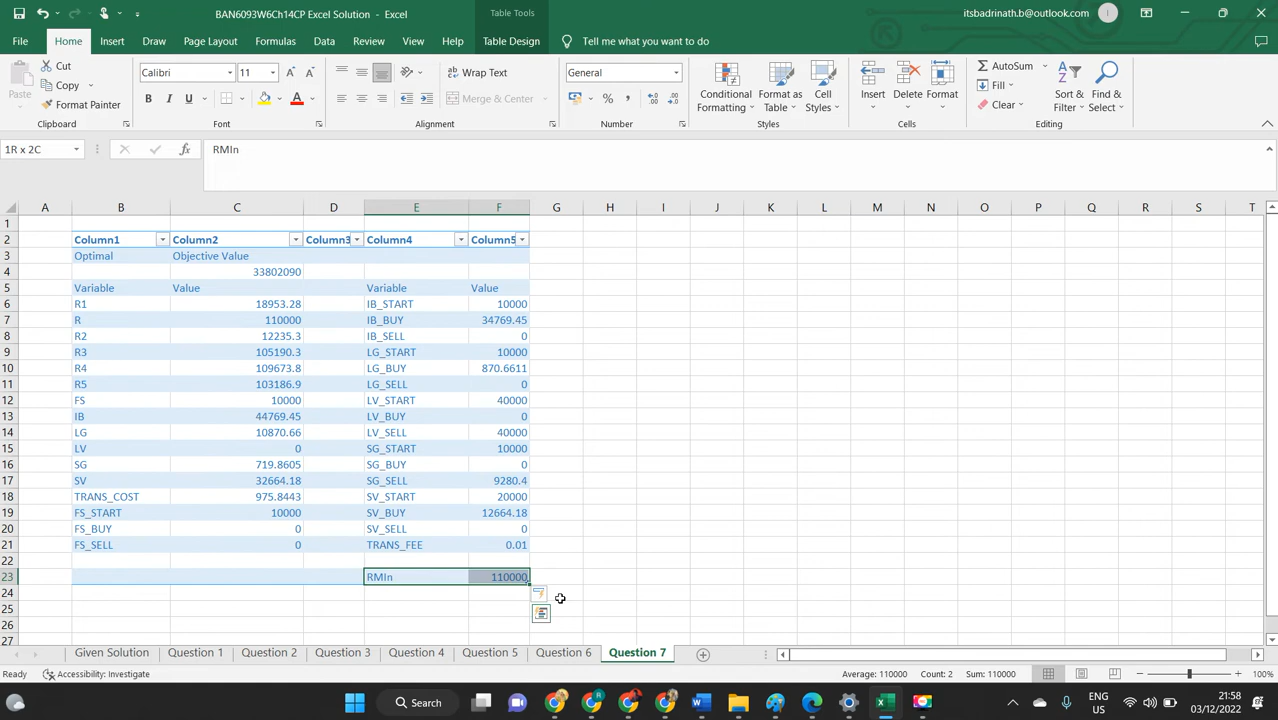 BAN6093W6Ch14CP Excel Solution - Excel
Table Tools
itsbadrinath.b@outlook.com
I
File Home Insert Draw Page Layout Formulas Data Review View Help Table Design Tell me what you want to do
Paste
Cut
Copy
Format Painter
Clipboard
Calibri 11
B I U
Font
Wrap Text
Merge & Center
Alignment
General
Number
Conditional Formatting
Format as Table
Cell Styles
Styles
Insert Delete Format
Cells
AutoSum
Fill
Clear
Sort & Filter
Find & Select
Editing
1R x 2C
fx
RMIn
A B C D E F G H I J K L M N O P Q R S T
1
2 Column1 Column2 Column3 Column4 Column5
3 Optimal Objective Value
4 33802090
5 Variable Value Variable Value
6 R1 18953.28 IB_START 10000
7 R 110000 IB_BUY 34769.45
8 R2 12235.3 IB_SELL 0
9 R3 105190.3 LG_START 10000
10 R4 109673.8 LG_BUY 870.6611
11 R5 103186.9 LG_SELL 0
12 FS 10000 LV_START 40000
13 IB 44769.45 LV_BUY 0
14 LG 10870.66 LV_SELL 40000
15 LV 0 SG_START 10000
16 SG 719.8605 SG_BUY 0
17 SV 32664.18 SG_SELL 9280.4
18 TRANS_COST 975.8443 SV_START 20000
19 FS_START 10000 SV_BUY 12664.18
20 FS_BUY 0 SV_SELL 0
21 FS_SELL 0 TRANS_FEE 0.01
22
23 RMIn 110000
24
25
26
27
Given Solution Question 1 Question 2 Question 3 Question 4 Question 5 Question 6 Question 7
Ready Accessibility: Investigate Average: 110000 Count: 2 Sum: 110000 100%
Search
ENG
US
21:58
03/12/2022